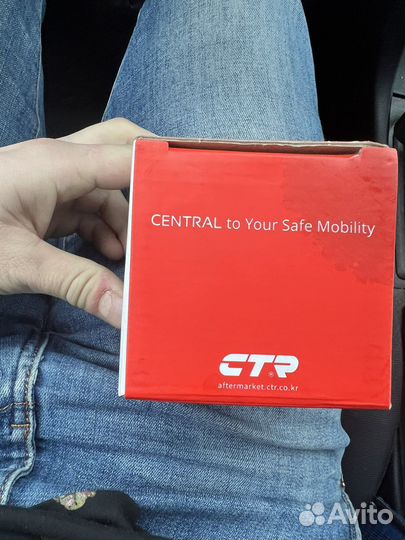 CENTRAL to Your Safe Mobility
CTR
aftermarket.ctr.co.kr
Avito